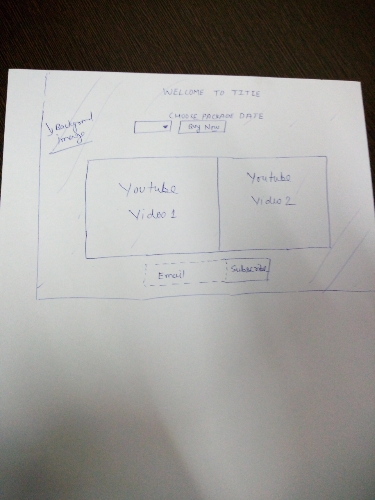 WELCOME TO TITLE
CHOOSE PACKAGE DATE
Buy Now
Background
image
Youtube
Video 1
Youtube
Video 2
Email
Subscribe